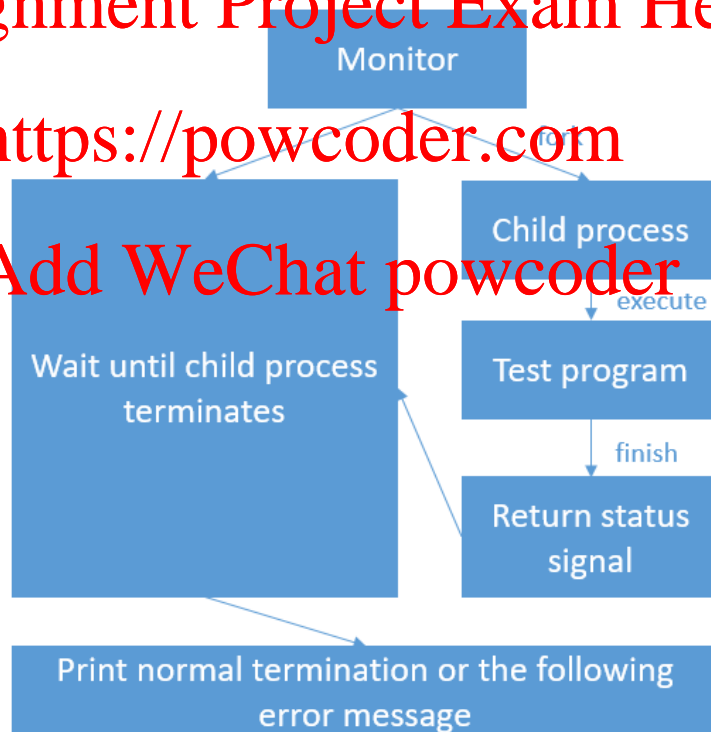 gnment Project Exam He
Monitor
https://powcoder.com
fork
Child process
Add WeChat powcoder
execute
Wait until child process
terminates
Test program
finish
Return status
signal
Print normal termination or the following
error message